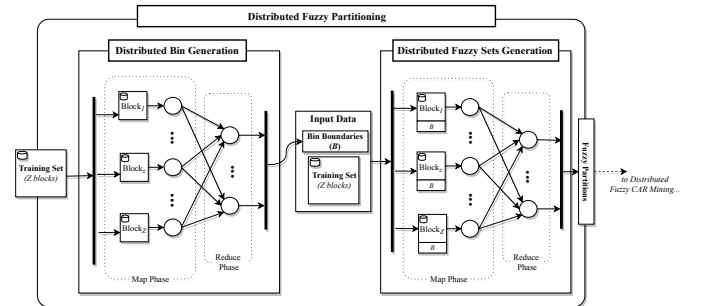 Distributed Fuzzy Partitioning
Distributed Bin Generation
Distributed Fuzzy Sets Generation
Training Set
(Z blocks)
Block1
Blockz
BlockZ
Map Phase
Reduce
Phase
Input Data
Bin Boundaries
(B)
Training Set
(Z blocks)
Block1
B
Blockz
B
BlockZ
B
Map Phase
Reduce
Phase
Fuzzy Partitions
to Distributed
Fuzzy CAR Mining...